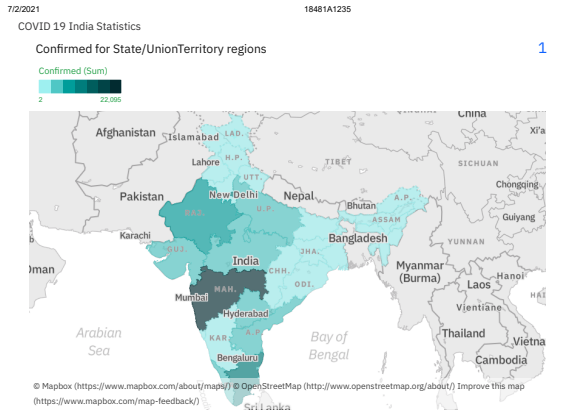 7/2/2021 18481A1235
COVID 19 India Statistics
Confirmed for State/UnionTerritory regions 1
Confirmed (Sum)
2 22,095
China
Afghanistan
Islamabad
LAD.
Xi'a
Lahore
H.P.
TIBET
SICHUAN
UTT.
Chongqing
Pakistan
New Delhi
Nepal
Bhutan
A.P.
RAJ.
U.P.
ASSAM
Guiyang
Karachi
Bangladesh
GUJ.
YUNNAN
India
JHA.
Oman
CHH.
Myanmar
(Burma)
Hanoi
Laos
MAH.
ODI.
HAI
Mumbai
Hyderabad
Vientiane
Arabian
Sea
KAR.
A.P.
Bay of
Bengal
Thailand
Vietna
Bengaluru
Cambodia
© Mapbox (https://www.mapbox.com/about/maps/) © OpenStreetMap (http://www.openstreetmap.org/about/) Improve this map
(https://www.mapbox.com/map-feedback/)
Sri Lanka